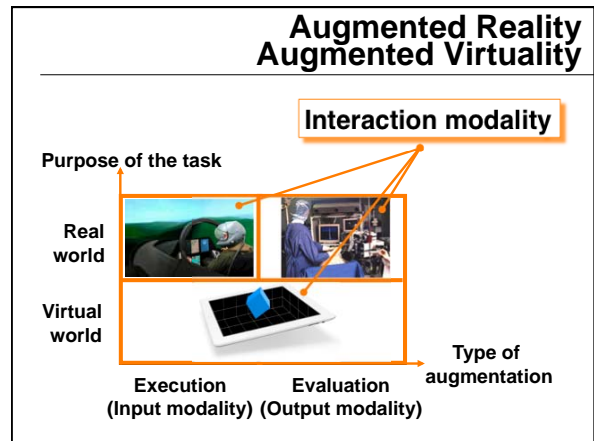 Augmented Reality
Augmented Virtuality
Interaction modality
Purpose of the task
Real
world
Virtual
world
Type of
augmentation
Execution
(Input modality)
Evaluation
(Output modality)